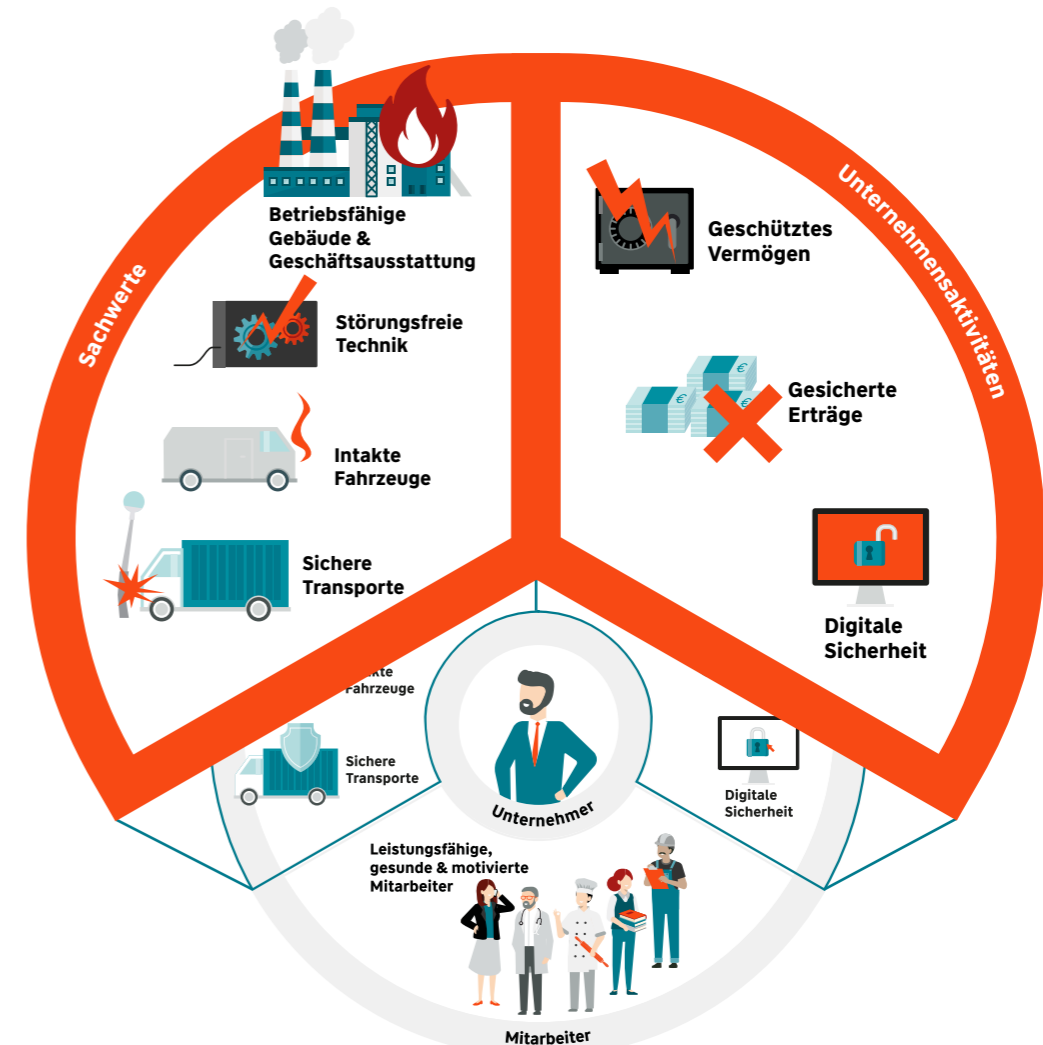 Sachwerte
Betriebsfähige
Gebäude &
Geschäftsausstattung
Störungsfreie
Technik
Intakte
Fahrzeuge
Sichere
Transporte
Unternehmensaktivitäten
Geschütztes
Vermögen
Gesicherte
Erträge
Digitale
Sicherheit
Fahrzeuge
Sichere
Transporte
Digitale
Sicherheit
Unternehmer
Leistungsfähige,
gesunde & motivierte
Mitarbeiter
Mitarbeiter